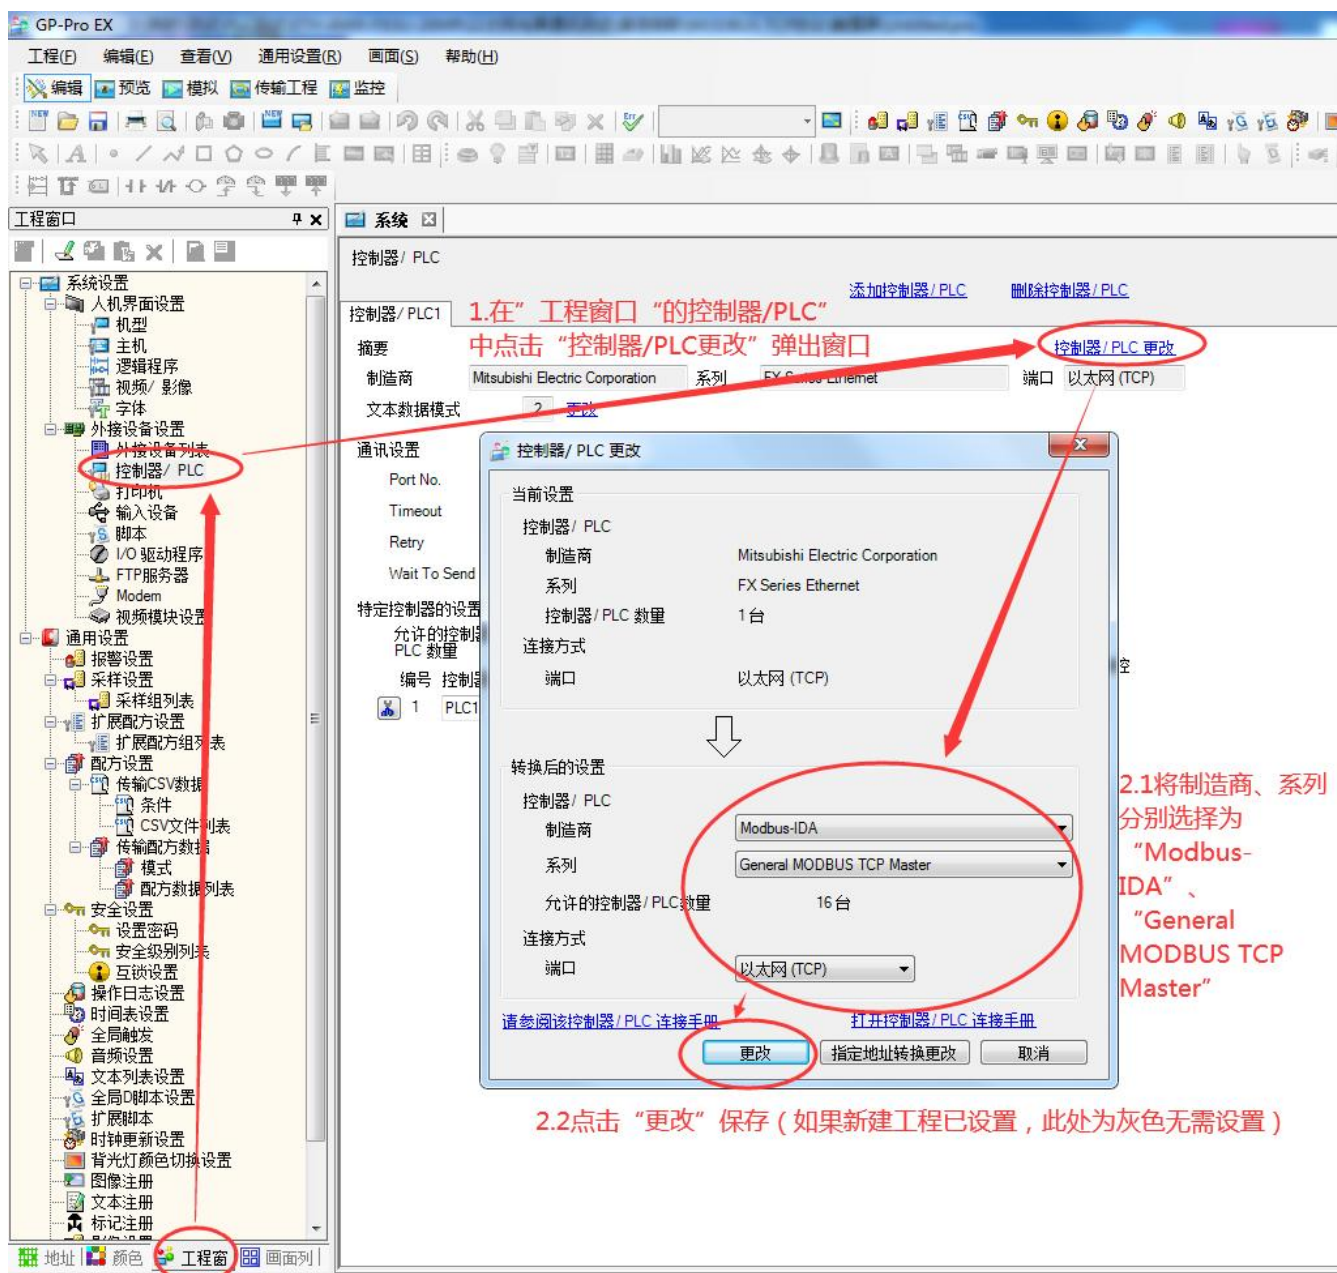 GP-Pro EX
工程(F) 编辑(E) 查看(V) 通用设置(R) 画面(S) 帮助(H)
编辑 预览 模拟 传输工程 监控
工程窗口
系统
系统设置
人机界面设置
机型
主机
逻辑程序
视频/ 影像
字体
外接设备设置
外接设备列表
控制器/ PLC
打印机
输入设备
脚本
I/O 驱动程序
FTP服务器
Modem
视频模块设置
通用设置
报警设置
采样设置
采样组列表
扩展配方设置
扩展配方组列表
配方设置
传输CSV数据
条件
CSV文件列表
传输配方数据
模式
配方数据列表
安全设置
设置密码
安全级别列表
互锁设置
操作日志设置
时间表设置
全局触发
音频设置
文本列表设置
全局D脚本设置
扩展脚本
时钟更新设置
背光灯颜色切换设置
图像注册
文本注册
标记注册
地址 颜色 工程窗 画面列
控制器/ PLC
添加控制器/ PLC 删除控制器/ PLC
控制器/ PLC1
1.在”工程窗口“的控制器/PLC”
中点击“控制器/PLC更改”弹出窗口
摘要
控制器/ PLC 更改
制造商 Mitsubishi Electric Corporation 系列 FX Series Ethernet 端口 以太网 (TCP)
文本数据模式 2 更改
通讯设置
Port No.
Timeout
Retry
Wait To Send
特定控制器的设置
允许的控制器
PLC 数量
编号 控制器
1 PLC1
控制器/ PLC 更改
当前设置
控制器/ PLC
制造商 Mitsubishi Electric Corporation
系列 FX Series Ethernet
控制器/ PLC 数量 1 台
连接方式
端口 以太网 (TCP)
转换后的设置
控制器/ PLC
制造商 Modbus-IDA
系列 General MODBUS TCP Master
允许的控制器/ PLC数量 16 台
连接方式
端口 以太网 (TCP)
请参阅该控制器/ PLC 连接手册 打开控制器/ PLC 连接手册
更改 指定地址转换更改 取消
2.1将制造商、系列
分别选择为
“Modbus-
IDA”、
“General
MODBUS TCP
Master”
2.2点击“更改”保存（如果新建工程已设置，此处为灰色无需设置）